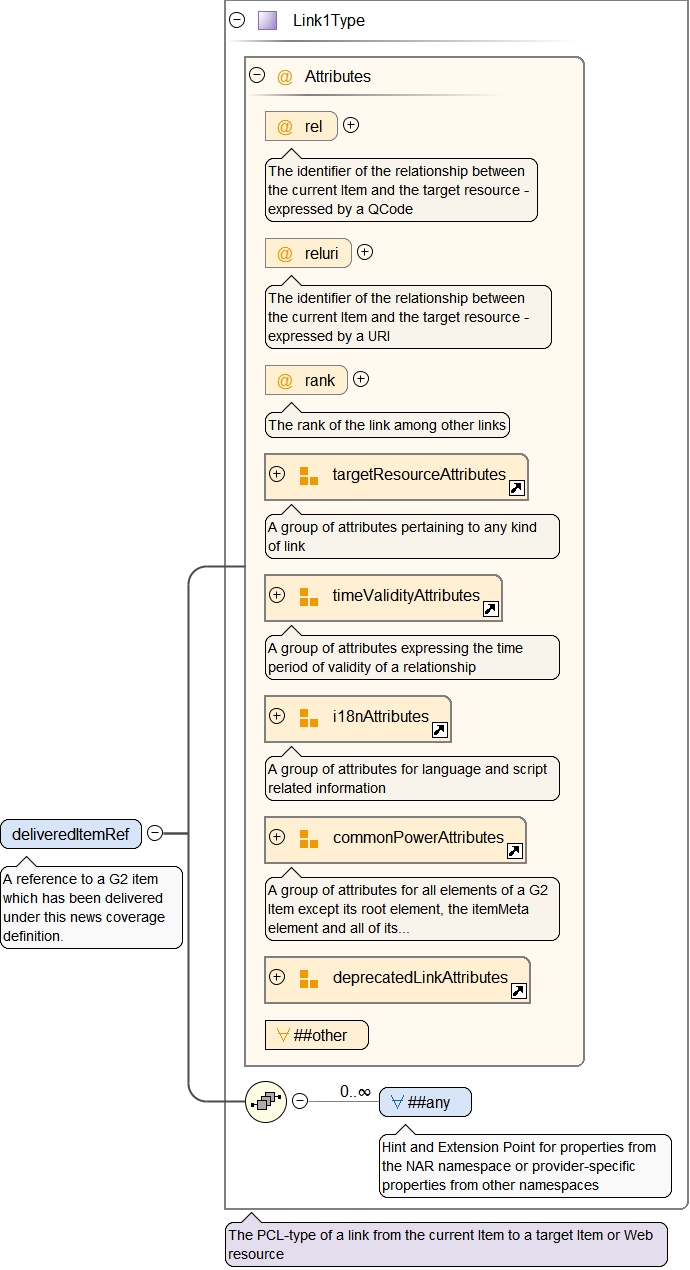 Link1Type
@ Attributes
@ rel
The identifier of the relationship between
the current Item and the target resource -
expressed by a QCode
@ reluri
The identifier of the relationship between
the current Item and the target resource -
expressed by a URI
@ rank
The rank of the link among other links
targetResourceAttributes
A group of attributes pertaining to any kind
of link
timeValidityAttributes
A group of attributes expressing the time
period of validity of a relationship
i18nAttributes
A group of attributes for language and script
related information
commonPowerAttributes
A group of attributes for all elements of a G2
Item except its root element, the itemMeta
element and all of its...
deprecatedLinkAttributes
##other
deliveredItemRef
A reference to a G2 item
which has been delivered
under this news coverage
definition.
0..∞
##any
Hint and Extension Point for properties from
the NAR namespace or provider-specific
properties from other namespaces
The PCL-type of a link from the current Item to a target Item or Web
resource